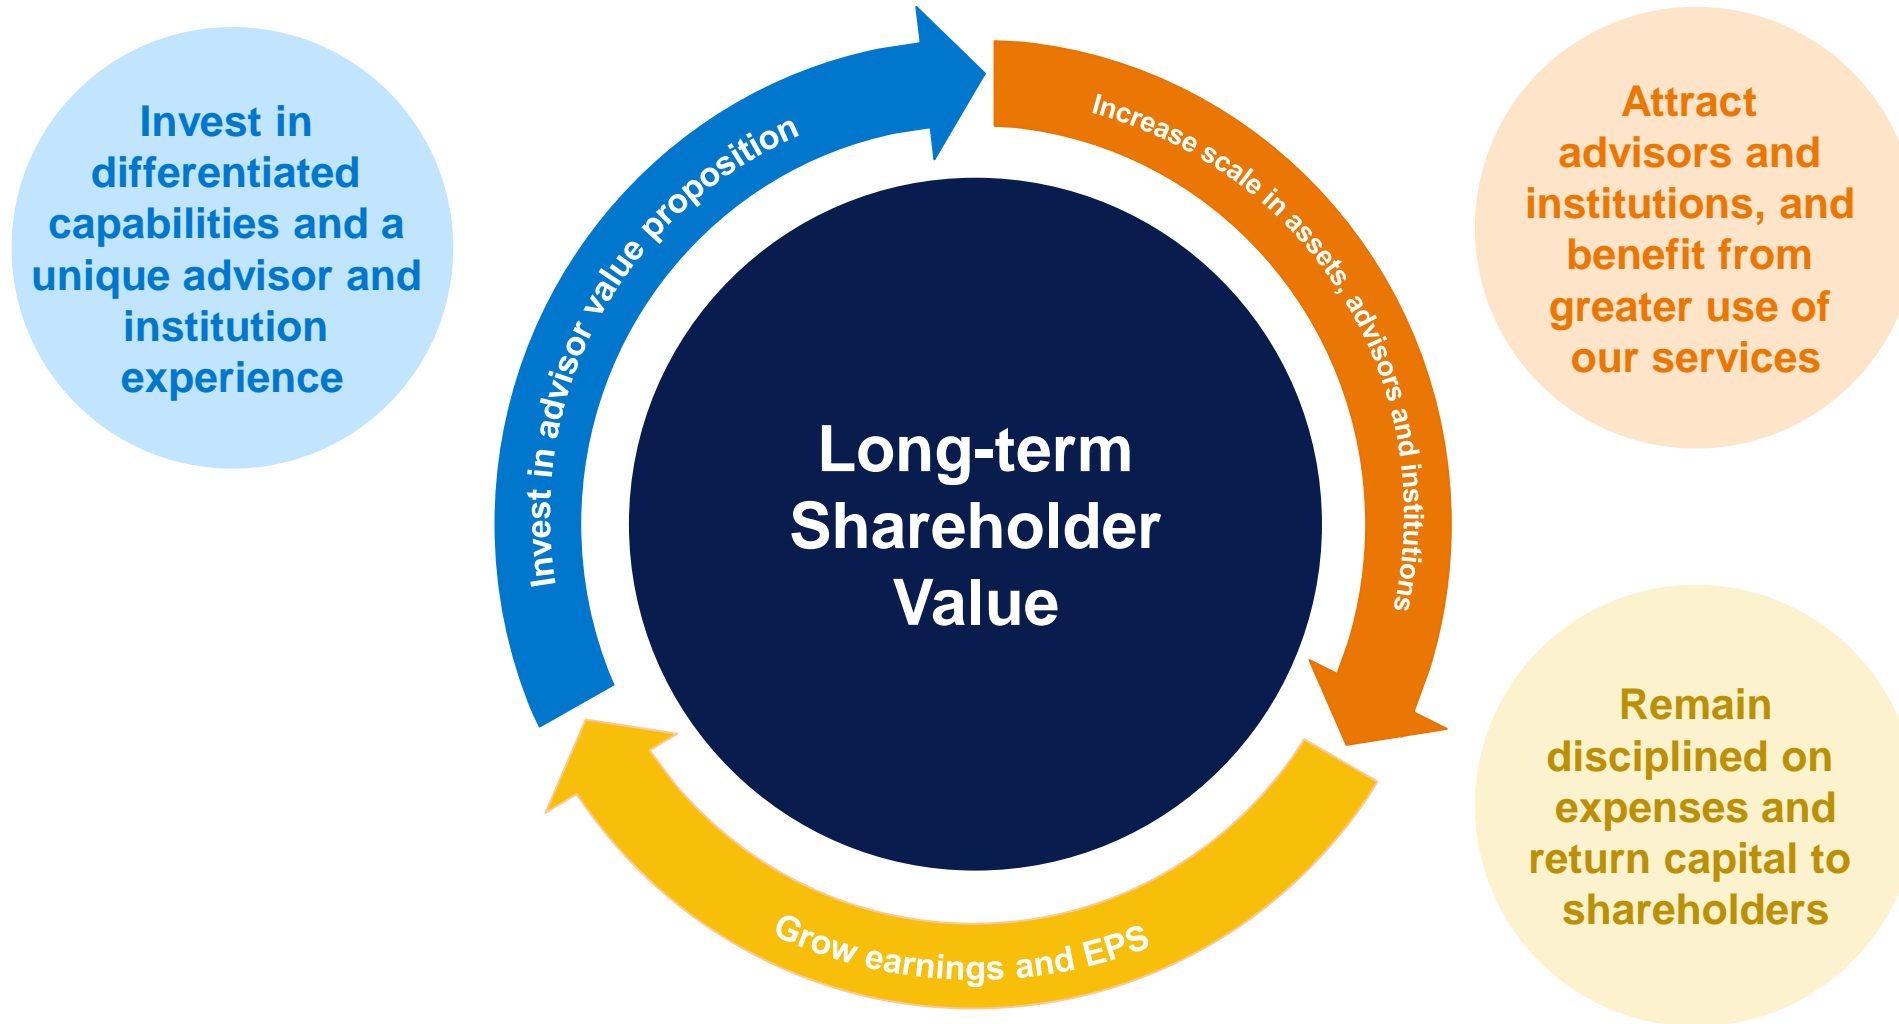 Invest in
differentiated
capabilities and a
unique advisor and
institution
experience
Invest in advisor value proposition
Increase scale in assets, advisors and institutions
Grow earnings and EPS
Long-term
Shareholder
Value
Attract
advisors and
institutions, and
benefit from
greater use of
our services
Remain
disciplined on
expenses and
return capital to
shareholders